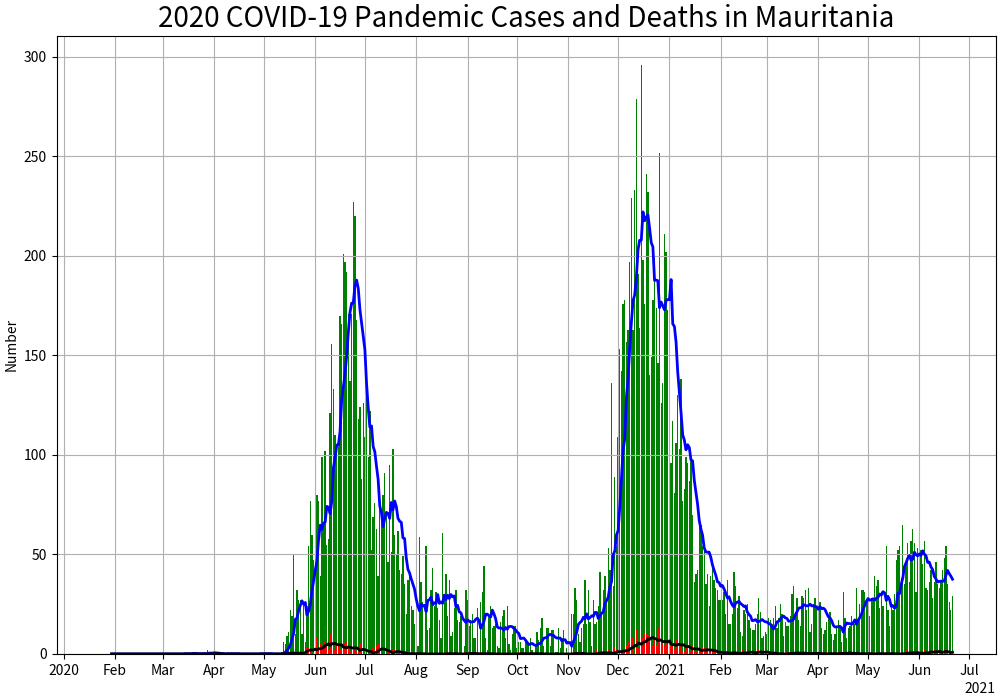 2020 COVID-19 Pandemic Cases and Deaths in Mauritania
300
250
200
150
100
50
0
Number
2020 Feb Mar Apr May Jun Jul Aug Sep Oct Nov Dec 2021 Feb Mar Apr May Jun Jul
2021